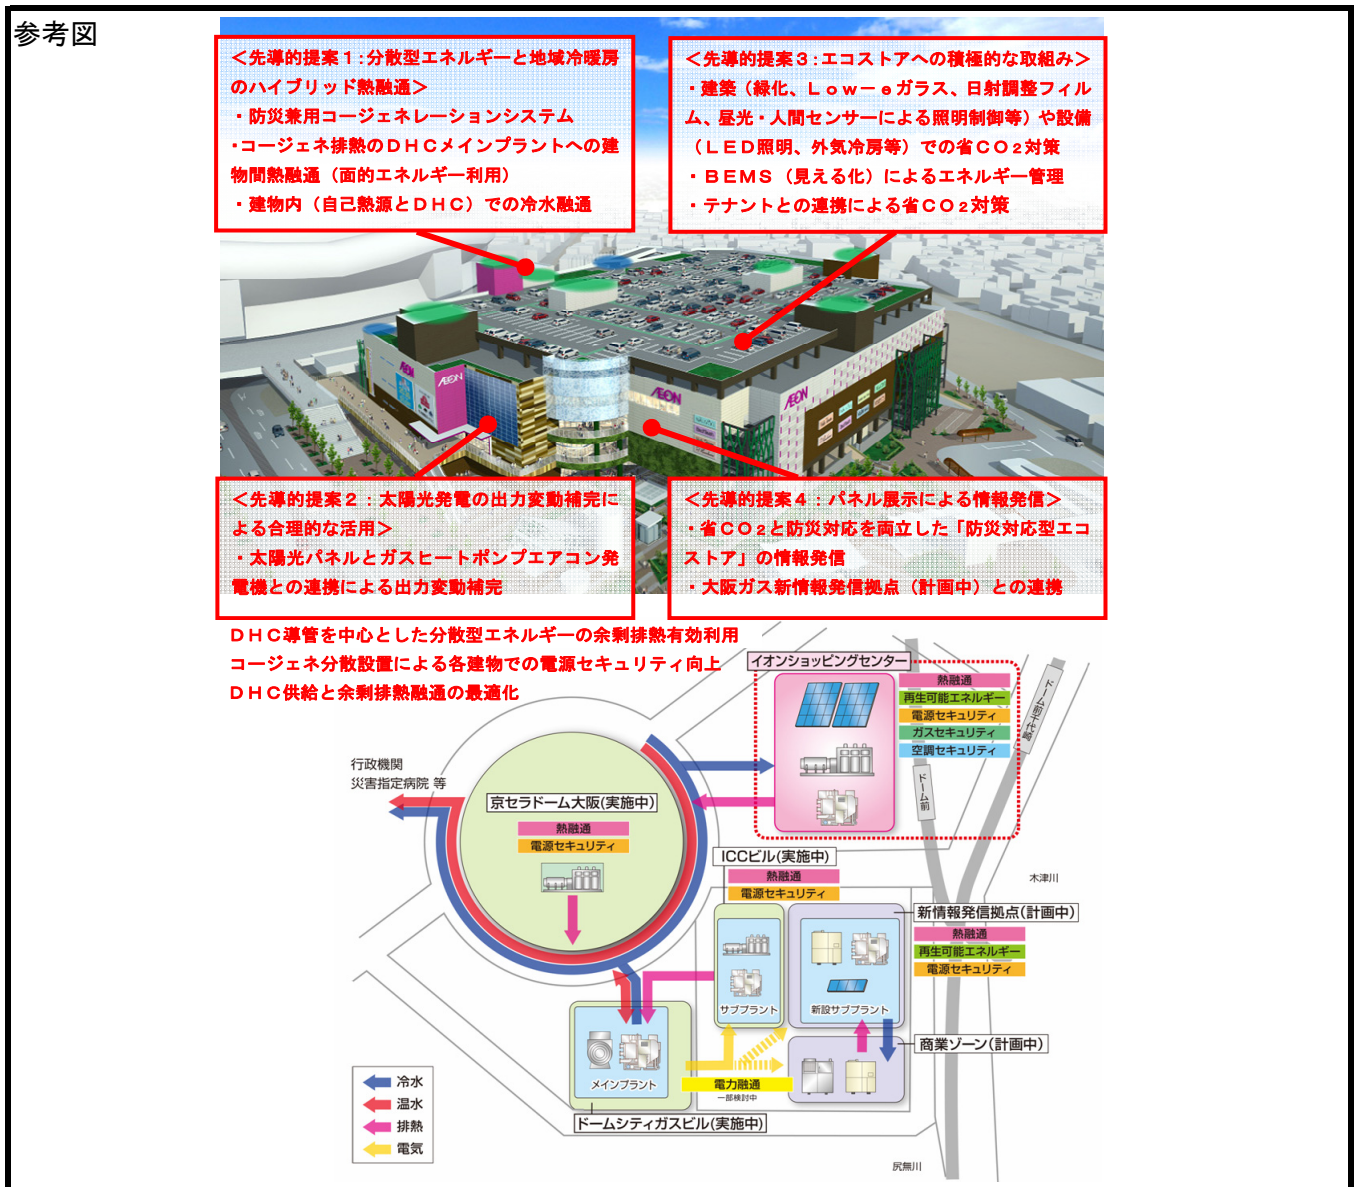 参考図
＜先導的提案１：分散型エネルギーと地域冷暖房
のハイブリッド熱融通＞
・防災兼用コージェネレーションシステム
・コージェネ排熱のＤＨＣメインプラントへの建
物間熱融通（面的エネルギー利用）
・建物内（自己熱源とＤＨＣ）での冷水融通
＜先導的提案３：エコストアへの積極的な取組み＞
・建築（緑化、Ｌｏｗ－ｅガラス、日射調整フィル
ム、昼光・人間センサーによる照明制御等）や設備
（ＬＥＤ照明、外気冷房等）での省ＣＯ２対策
・ＢＥＭＳ（見える化）によるエネルギー管理
・テナントとの連携による省ＣＯ２対策
ÆON
ÆON
ÆON
ÆON
＜先導的提案２：太陽光発電の出力変動補完に
よる合理的な活用＞
・太陽光パネルとガスヒートポンプエアコン発
電機との連携による出力変動補完
＜先導的提案４：パネル展示による情報発信＞
・省ＣＯ２と防災対応を両立した「防災対応型エコ
ストア」の情報発信
・大阪ガス新情報発信拠点（計画中）との連携
ＤＨＣ導管を中心とした分散型エネルギーの余剰排熱有効利用
コージェネ分散設置による各建物での電源セキュリティ向上
ＤＨＣ供給と余剰排熱融通の最適化
イオンショッピングセンター
熱融通
再生可能エネルギー
電源セキュリティ
ガスセキュリティ
空調セキュリティ
ドーム前千代崎
ドーム前
行政機関
災害指定病院 等
京セラドーム大阪(実施中)
熱融通
電源セキュリティ
ICCビル(実施中)
熱融通
電源セキュリティ
木津川
新情報発信拠点(計画中)
熱融通
再生可能エネルギー
電源セキュリティ
サブプラント
新設サブプラント
商業ゾーン(計画中)
メインプラント
電力融通
一部検討中
ドームシティガスビル(実施中)
冷水
温水
排熱
電気
尻無川